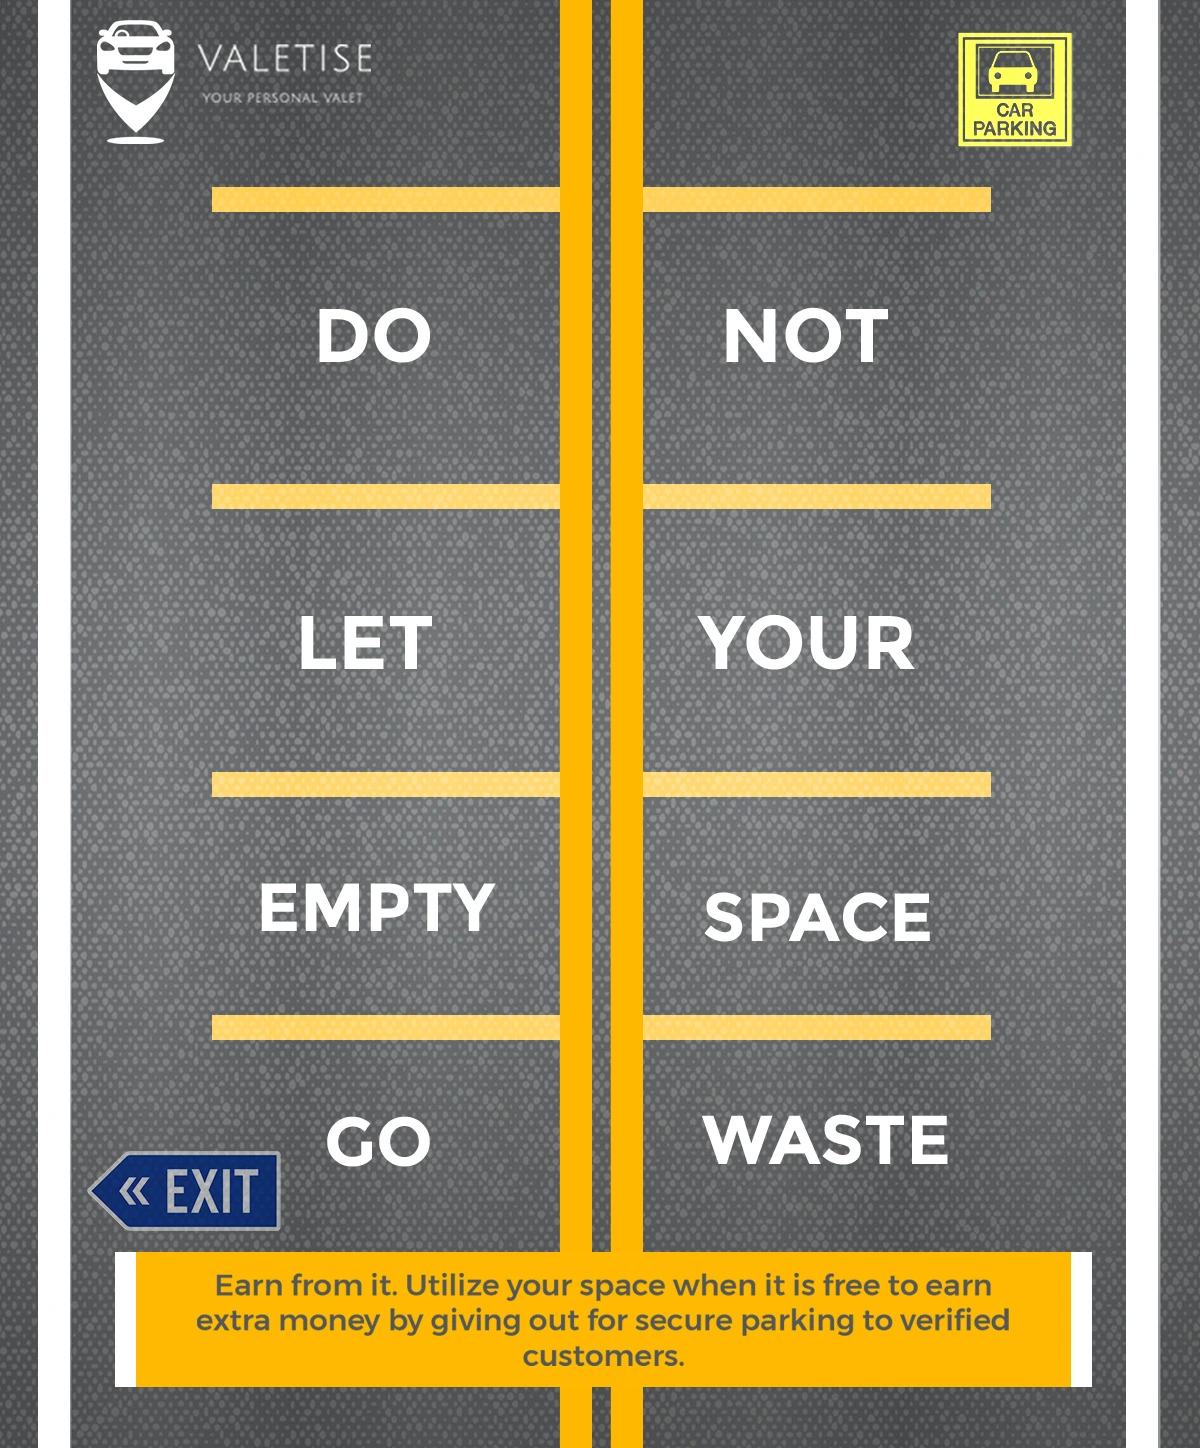 VALETISE
YOUR PERSONAL VALET
CAR
PARKING
DO NOT
LET YOUR
EMPTY SPACE
GO WASTE
« EXIT
Earn from it. Utilize your space when it is free to earn
extra money by giving out for secure parking to verified
customers.